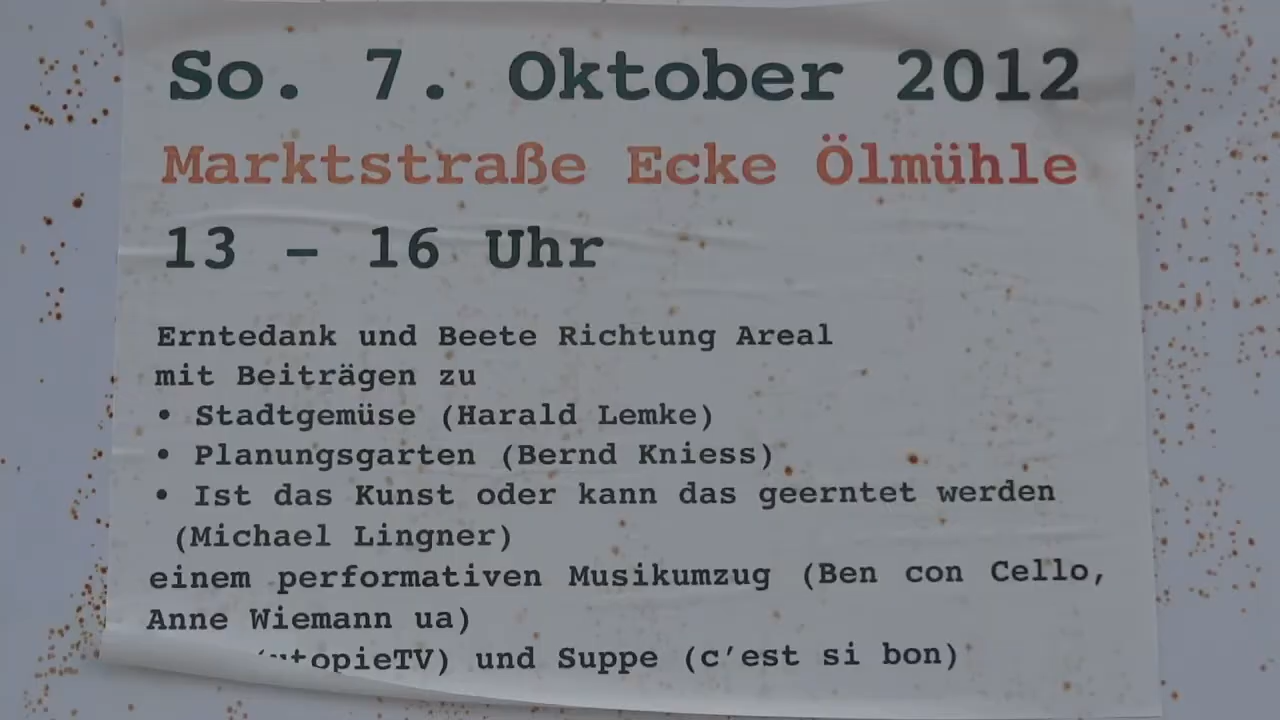 So. 7. Oktober 2012
Marktstraße Ecke Ölmühle
13 – 16 Uhr
Erntedank und Beete Richtung Areal
mit Beiträgen zu
• Stadtgemüse (Harald Lemke)
• Planungsgarten (Bernd Kniess)
• Ist das Kunst oder kann das geerntet werden
(Michael Lingner)
einem performativen Musikumzug (Ben con Cello,
Anne Wiemann ua)
und Suppe (c'est si bon)